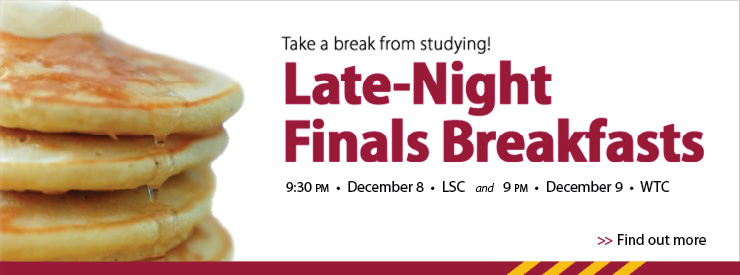 Take a break from studying!
Late-Night
Finals Breakfasts
9:30 PM • December 8 • LSC and 9 PM • December 9 • WTC
>> Find out more